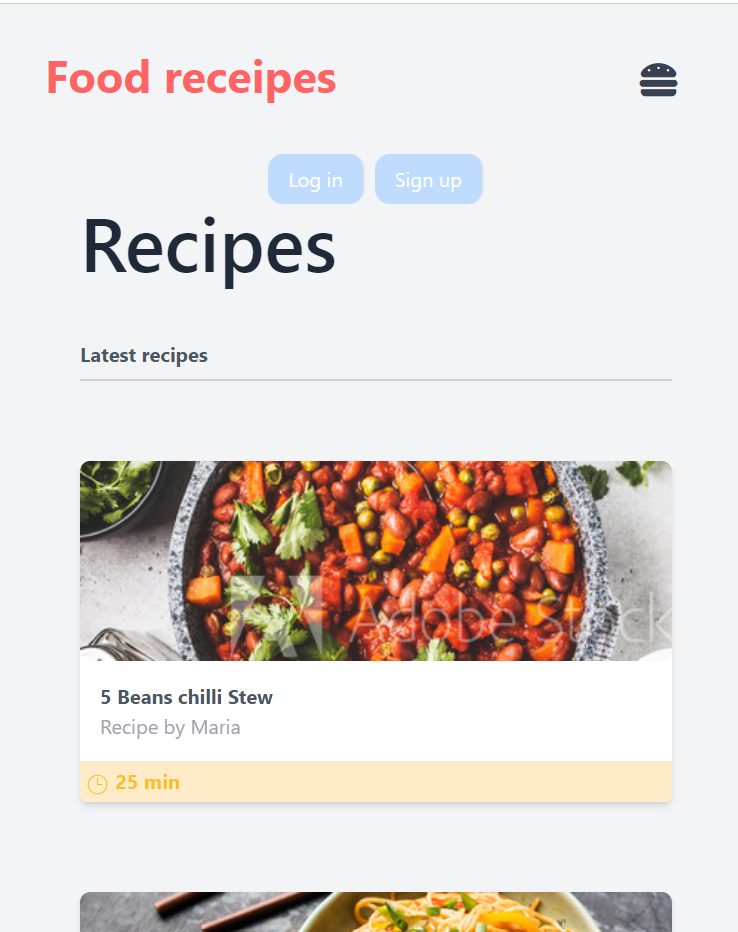 Food receipes
Log in
Sign up
Recipes
Latest recipes
Adobe Stock
5 Beans chilli Stew
Recipe by Maria
25 min